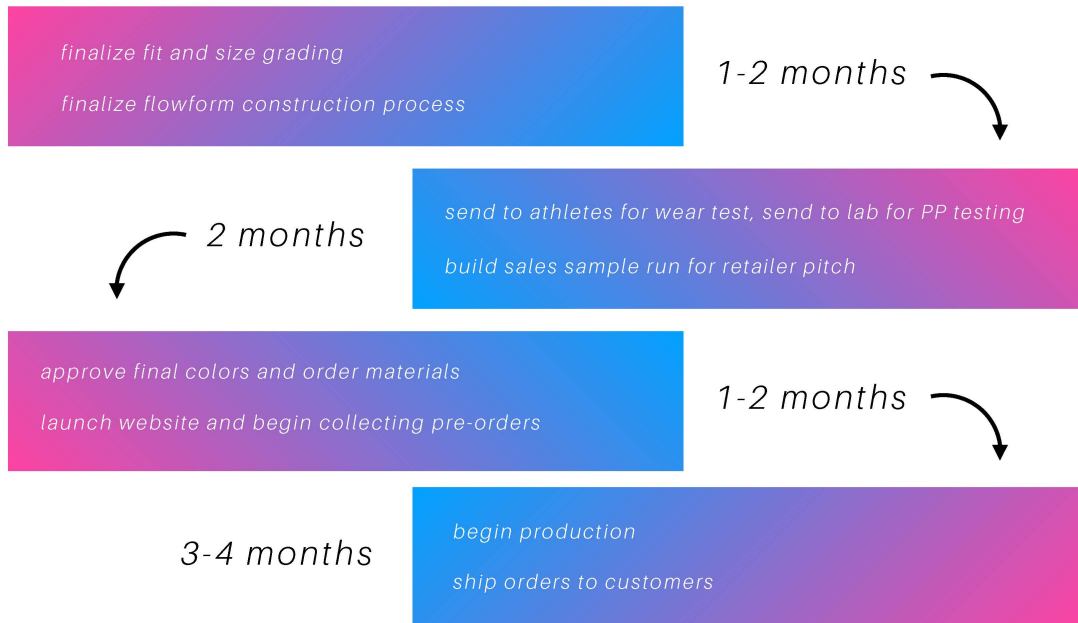 finalize fit and size grading
finalize flowform construction process
1-2 months
send to athletes for wear test, send to lab for PP testing
build sales sample run for retailer pitch
2 months
approve final colors and order materials
launch website and begin collecting pre-orders
1-2 months
begin production
ship orders to customers
3-4 months